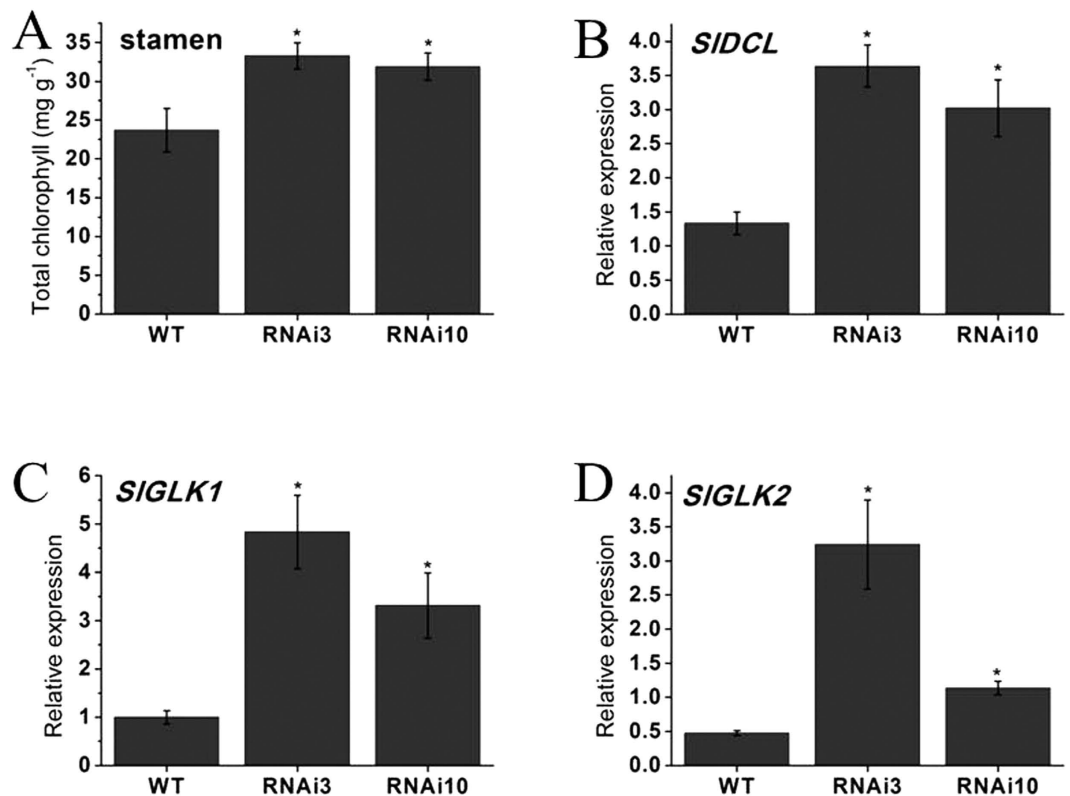 A
stamen
Total chlorophyll (mg g-1)
35
30
25
20
15
10
5
0
* *
WT RNAi3 RNAi10
B
SlDCL
Relative expression
4.0
3.5
3.0
2.5
2.0
1.5
1.0
0.5
0.0
* *
WT RNAi3 RNAi10
C
SlGLK1
Relative expression
6
5
4
3
2
1
0
* *
WT RNAi3 RNAi10
D
SlGLK2
Relative expression
4.0
3.5
3.0
2.5
2.0
1.5
1.0
0.5
0.0
* *
WT RNAi3 RNAi10